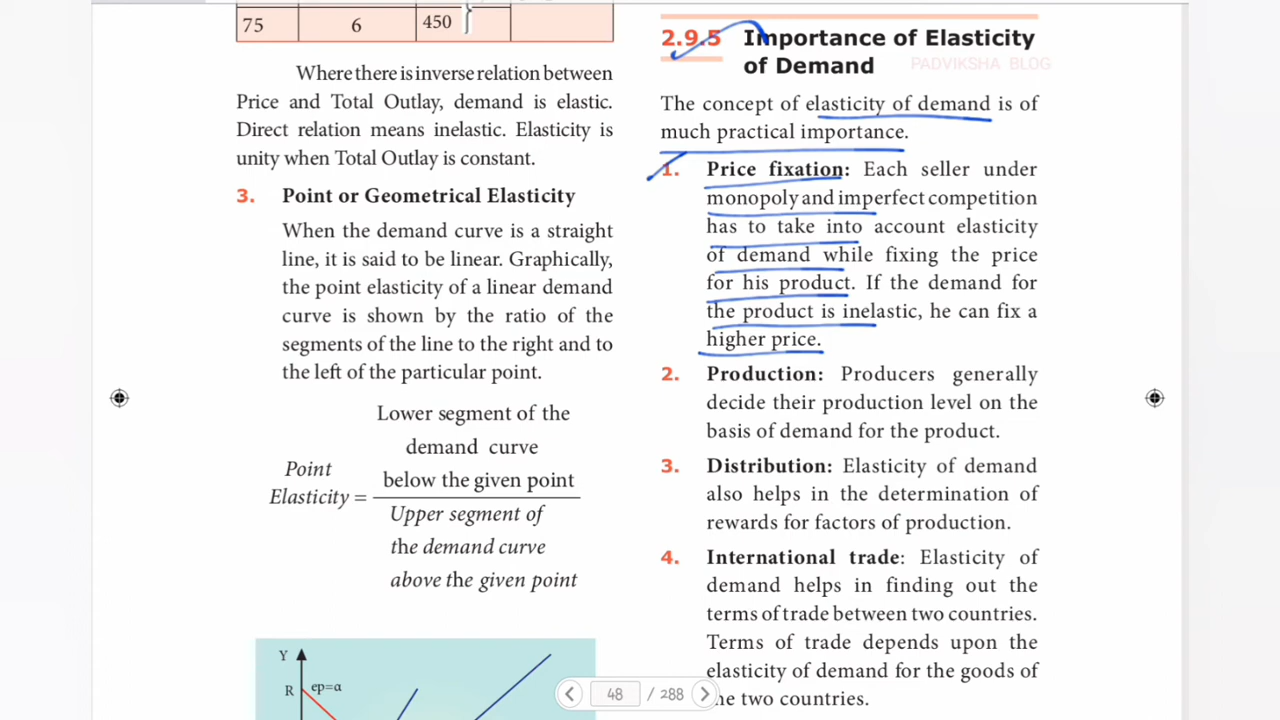 75 6 450
Where there is inverse relation between
Price and Total Outlay, demand is elastic.
Direct relation means inelastic. Elasticity is
unity when Total Outlay is constant.
3. Point or Geometrical Elasticity
When the demand curve is a straight
line, it is said to be linear. Graphically,
the point elasticity of a linear demand
curve is shown by the ratio of the
segments of the line to the right and to
the left of the particular point.
Lower segment of the
demand curve
below the given point
Point
Elasticity =
Upper segment of
the demand curve
above the given point
Y
R ep=α
2.9.5 Importance of Elasticity
of Demand
PADVIKSHA BLOG
The concept of elasticity of demand is of
much practical importance.
1. Price fixation: Each seller under
monopoly and imperfect competition
has to take into account elasticity
of demand while fixing the price
for his product. If the demand for
the product is inelastic, he can fix a
higher price.
2. Production: Producers generally
decide their production level on the
basis of demand for the product.
3. Distribution: Elasticity of demand
also helps in the determination of
rewards for factors of production.
4. International trade: Elasticity of
demand helps in finding out the
terms of trade between two countries.
Terms of trade depends upon the
elasticity of demand for the goods of
two countries.
48 / 288